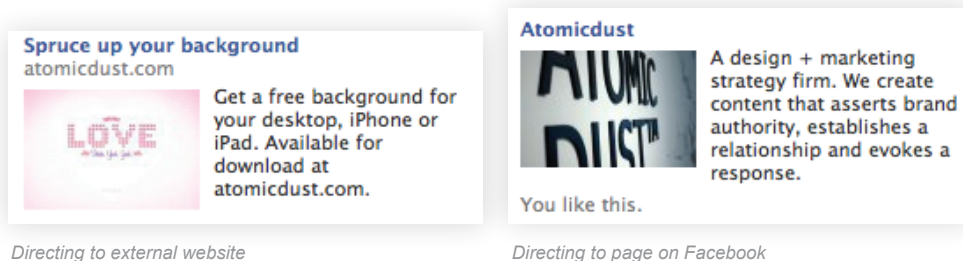 Spruce up your background
atomicdust.com
LOVE
Get a free background for
your desktop, iPhone or
iPad. Available for
download at
atomicdust.com.
Directing to external website
Atomicdust
ATOMIC
DUST
A design + marketing
strategy firm. We create
content that asserts brand
authority, establishes a
relationship and evokes a
response.
You like this.
Directing to page on Facebook